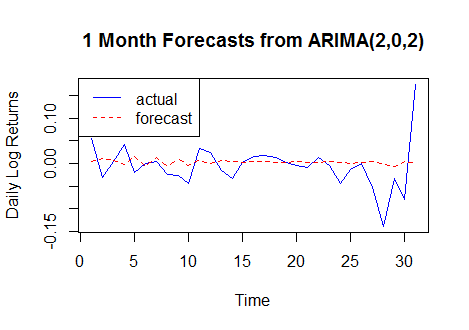 1 Month Forecasts from ARIMA(2,0,2)
actual
forecast
Daily Log Returns
0.10
0.00
-0.15
0 5 10 15 20 25 30
Time